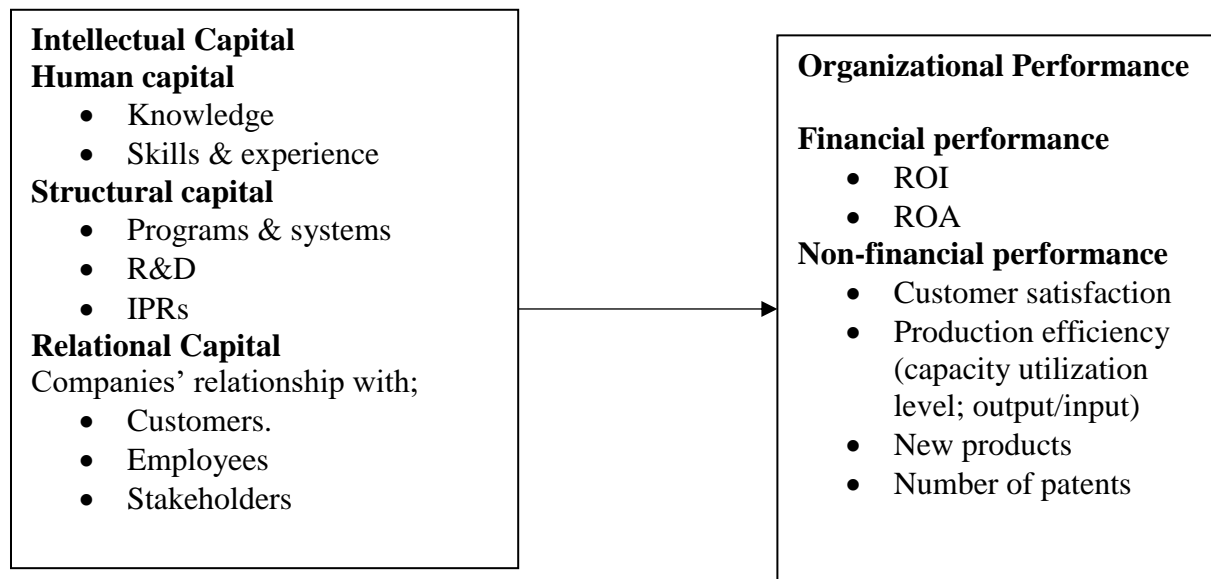 Intellectual Capital
Human capital
• Knowledge
• Skills & experience
Structural capital
• Programs & systems
• R&D
• IPRs
Relational Capital
Companies’ relationship with;
• Customers.
• Employees
• Stakeholders
Organizational Performance
Financial performance
• ROI
• ROA
Non-financial performance
• Customer satisfaction
• Production efficiency
(capacity utilization
level; output/input)
• New products
• Number of patents